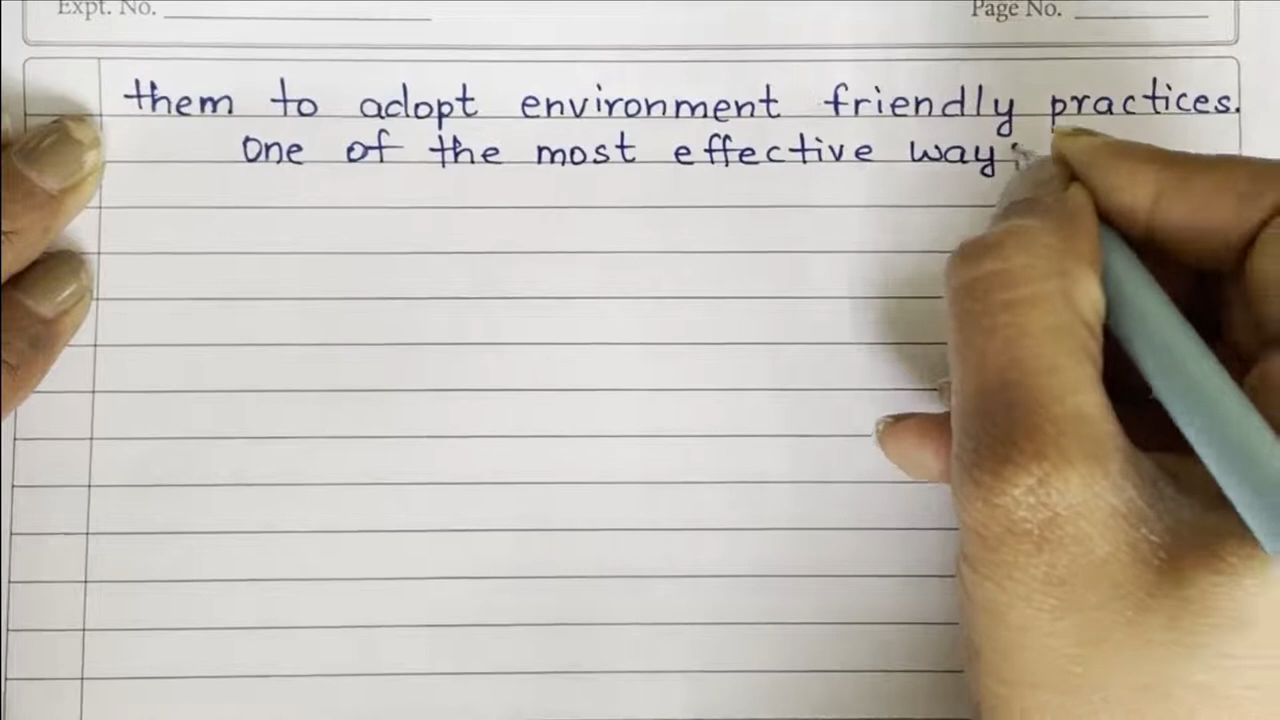 Expt. No.
Page No.
them to adopt environment friendly practices.
One of the most effective way